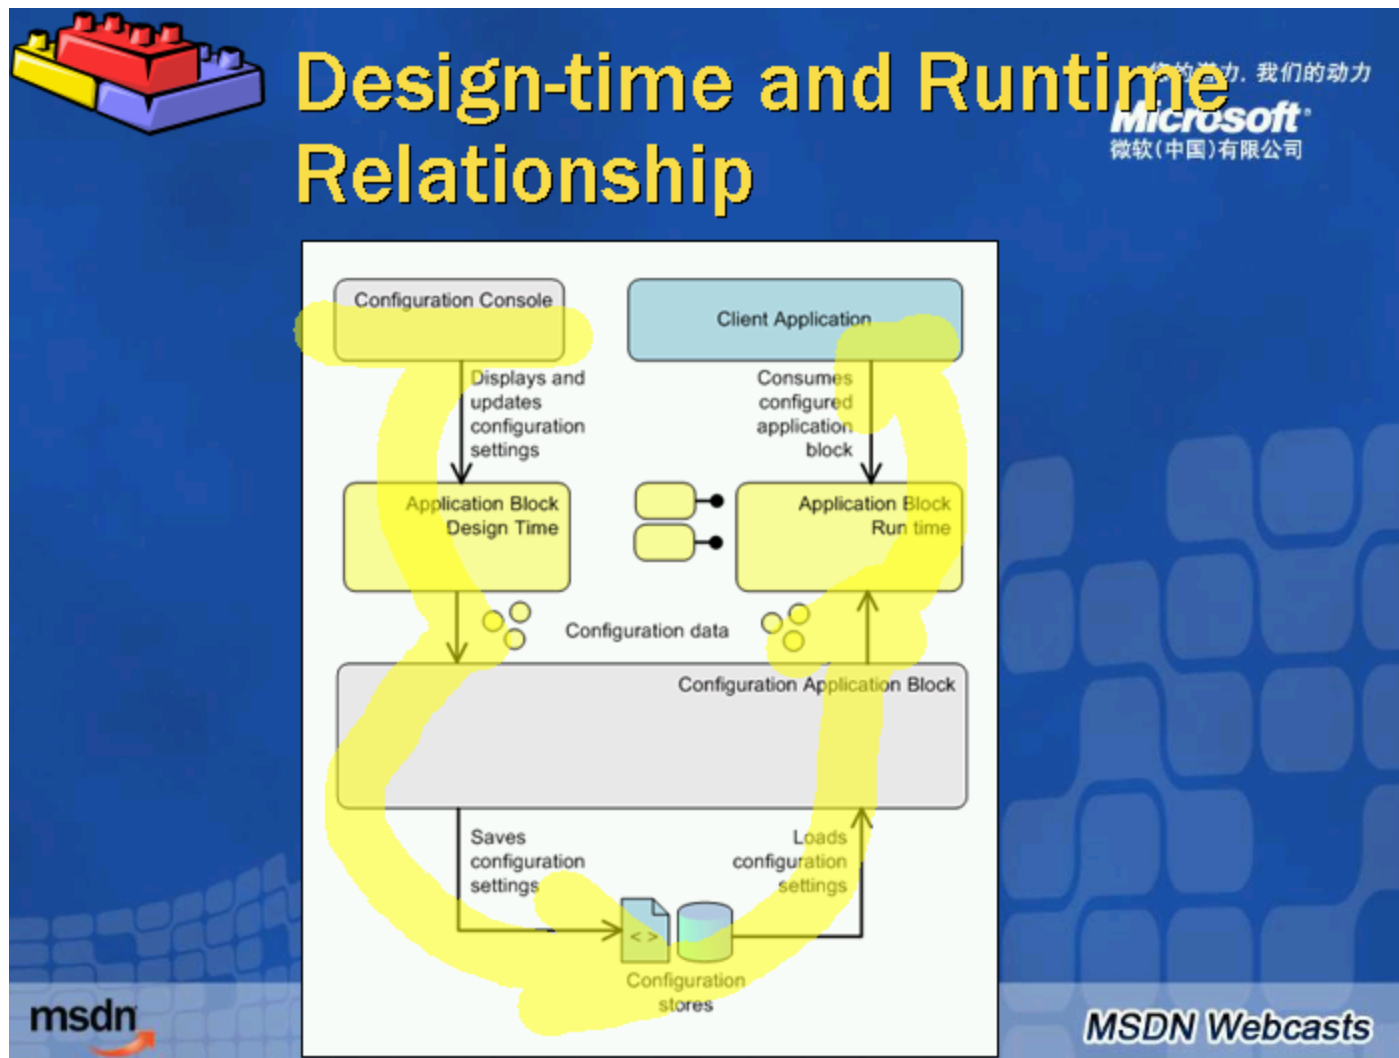 Design-time and Runtime
Relationship
的潜力. 我们的动力
Microsoft
微软(中国)有限公司
Configuration Console
Client Application
Displays and
updates
configuration
settings
Consumes
configured
application
block
Application Block
Design Time
Application Block
Run time
Configuration data
Configuration Application Block
Saves
configuration
settings
Loads
configuration
settings
< >
Configuration
stores
msdn
MSDN Webcasts